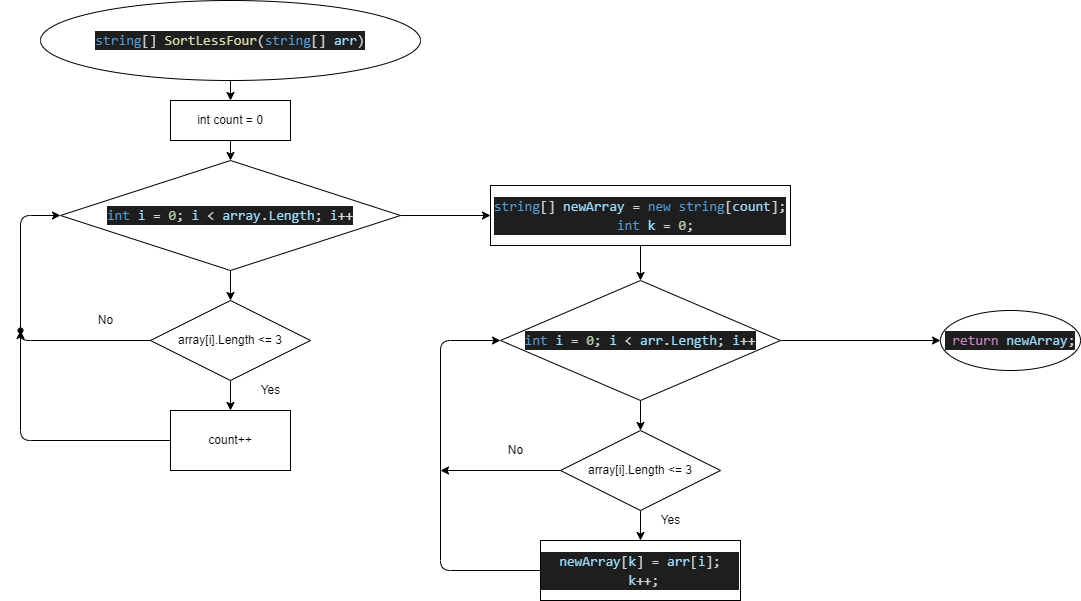 string[] SortLessFour(string[] arr)
int count = 0
int i = 0; i < array.Length; i++
No
array[i].Length <= 3
Yes
count++
string[] newArray = new string[count];
int k = 0;
int i = 0; i < arr.Length; i++
No
array[i].Length <= 3
Yes
newArray[k] = arr[i];
k++;
return newArray;